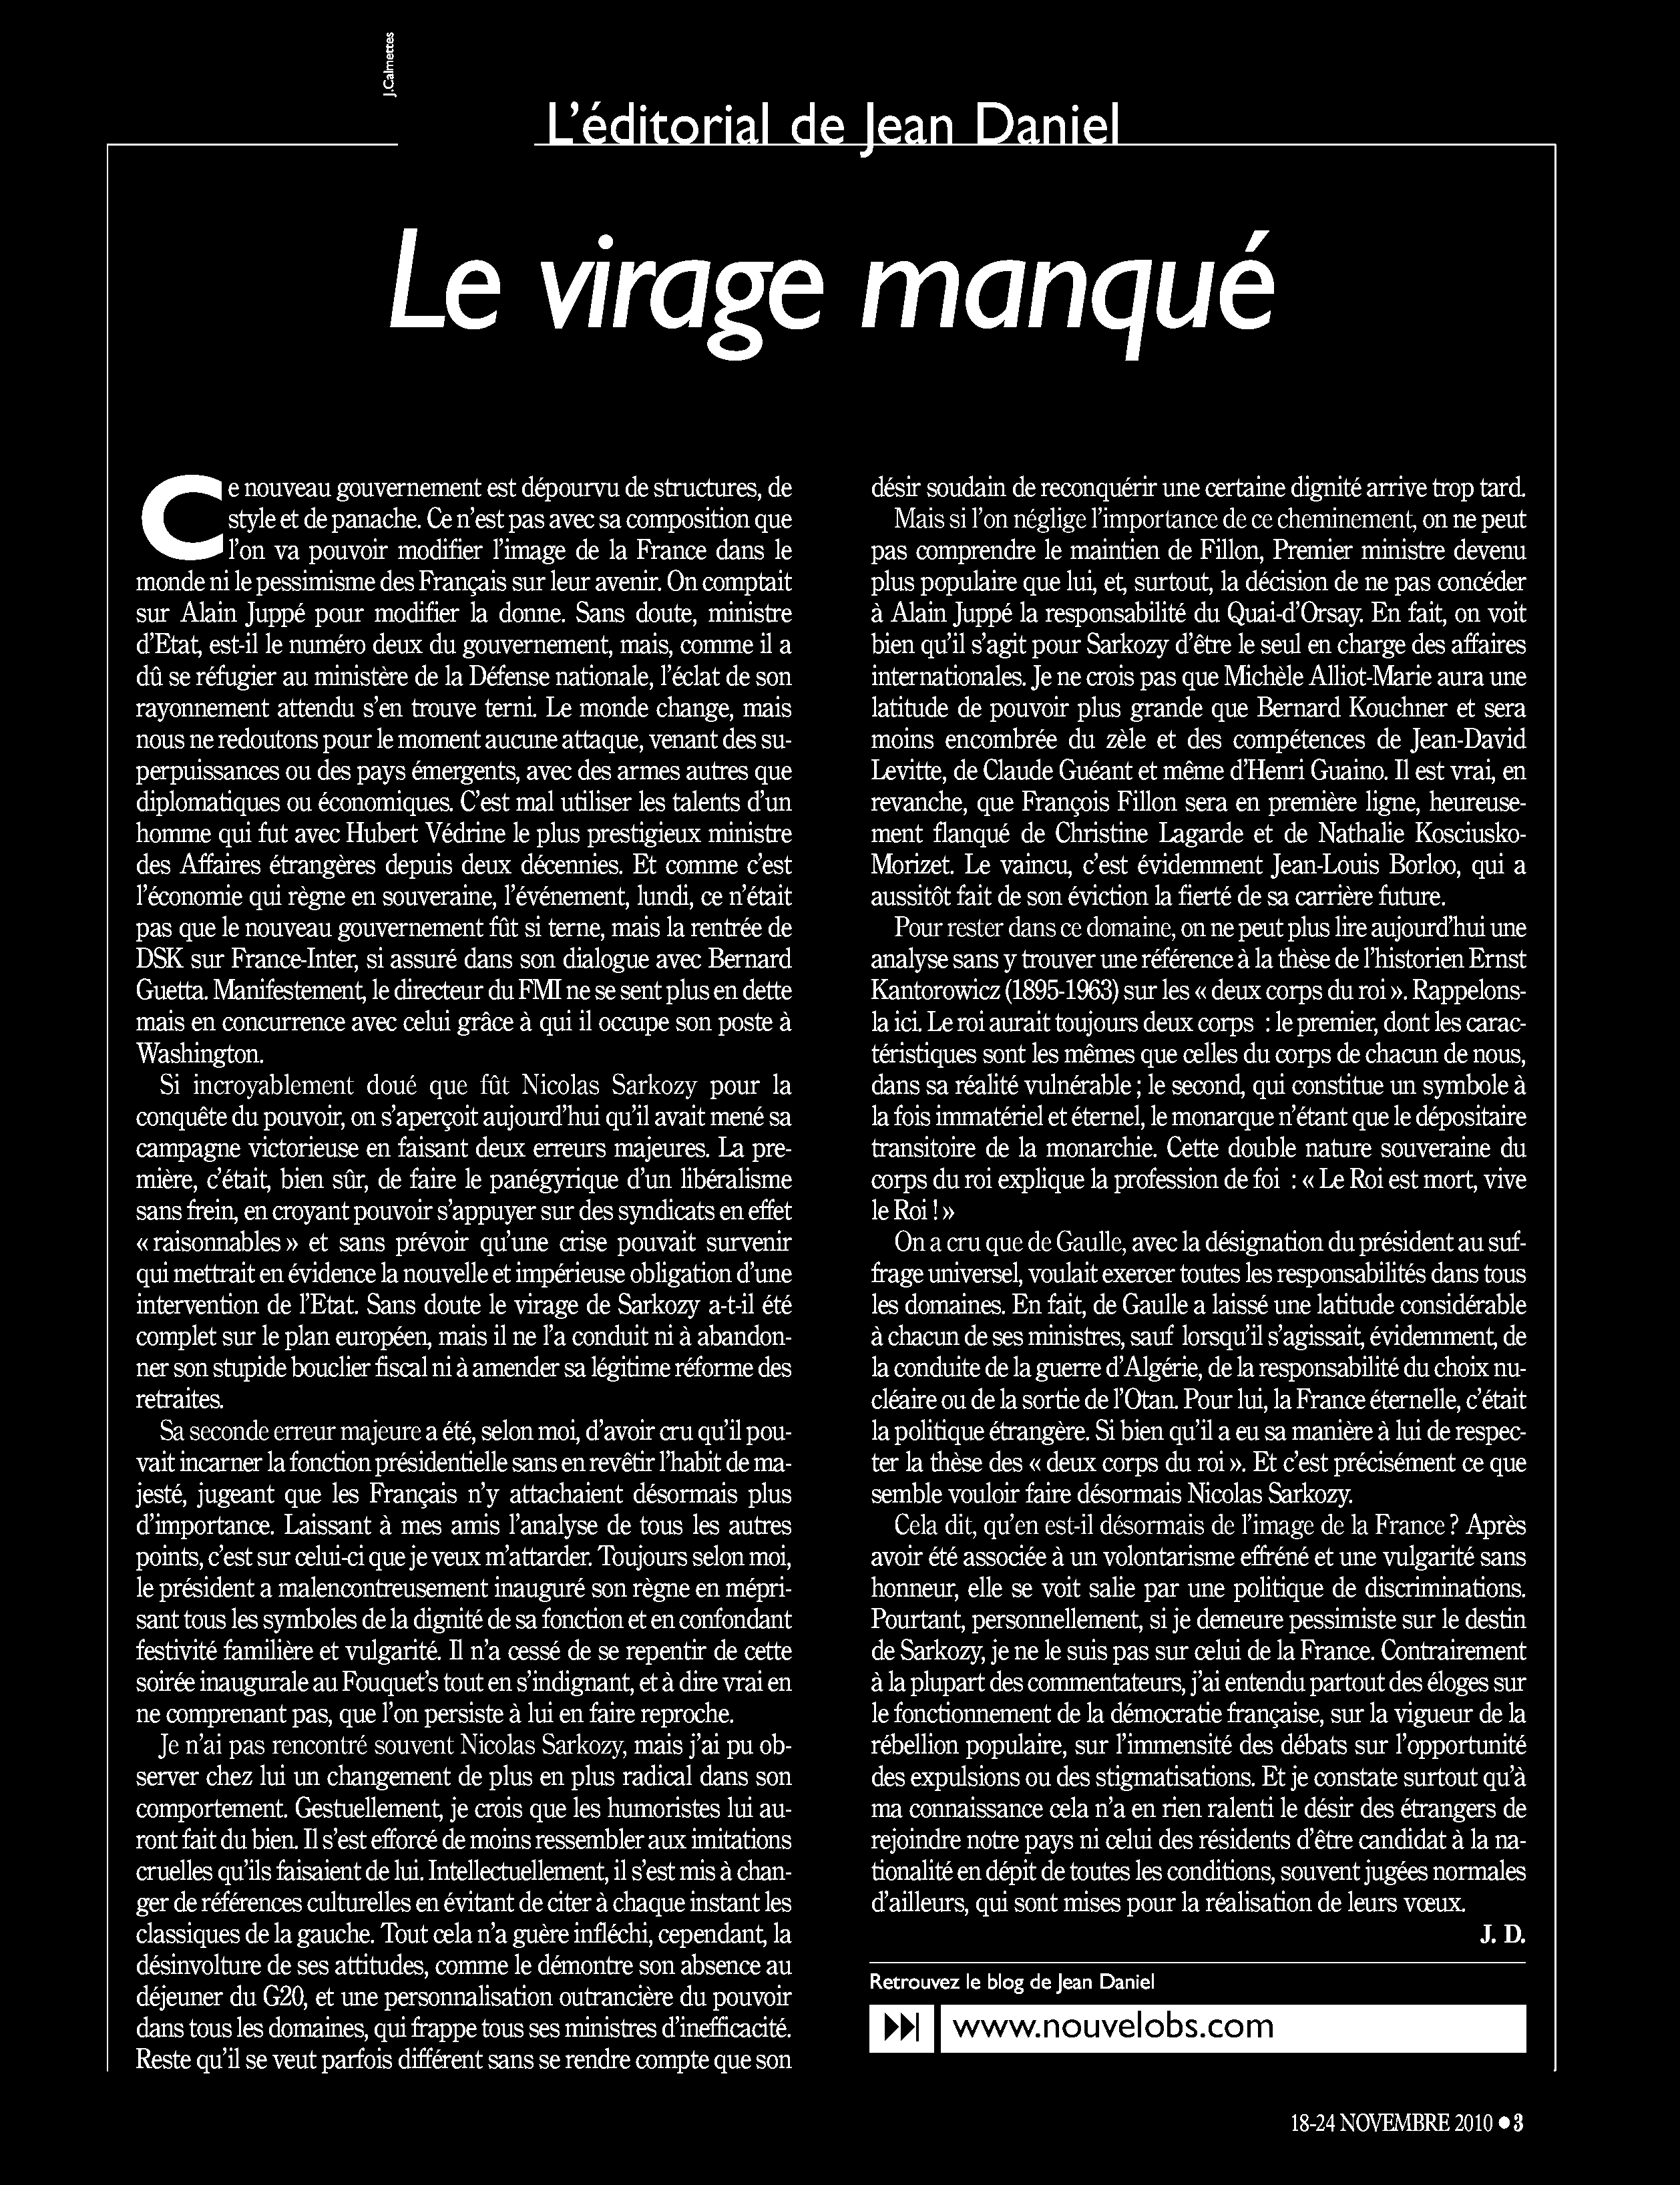 J.Calmettes
L'éditorial de Jean Daniel
Le virage manqué
Ce nouveau gouvernement est dépourvu de structures, de
style et de panache. Ce n'est pas avec sa composition que
l'on va pouvoir modifier l'image de la France dans le
monde ni le pessimisme des Français sur leur avenir. On comptait
sur Alain Juppé pour modifier la donne. Sans doute, ministre
d'Etat, est-il le numéro deux du gouvernement, mais, comme il a
dû se réfugier au ministère de la Défense nationale, l'éclat de son
rayonnement attendu s'en trouve terni. Le monde change, mais
nous ne redoutons pour le moment aucune attaque, venant des su-
perpuissances ou des pays émergents, avec des armes autres que
diplomatiques ou économiques. C'est mal utiliser les talents d'un
homme qui fut avec Hubert Védrine le plus prestigieux ministre
des Affaires étrangères depuis deux décennies. Et comme c'est
l'économie qui règne en souveraine, l'événement, lundi, ce n'était
pas que le nouveau gouvernement fût si terne, mais la rentrée de
DSK sur France-Inter, si assuré dans son dialogue avec Bernard
Guetta. Manifestement, le directeur du FMI ne se sent plus en dette
mais en concurrence avec celui grâce à qui il occupe son poste à
Washington.
Si incroyablement doué que fût Nicolas Sarkozy pour la
conquête du pouvoir, on s'aperçoit aujourd'hui qu'il avait mené sa
campagne victorieuse en faisant deux erreurs majeures. La pre-
mière, c'était, bien sûr, de faire le panégyrique d'un libéralisme
sans frein, en croyant pouvoir s'appuyer sur des syndicats en effet
« raisonnables » et sans prévoir qu'une crise pouvait survenir
qui mettrait en évidence la nouvelle et impérieuse obligation d'une
intervention de l'Etat. Sans doute le virage de Sarkozy a-t-il été
complet sur le plan européen, mais il ne l'a conduit ni à abandon-
ner son stupide bouclier fiscal ni à amender sa légitime réforme des
retraites.
Sa seconde erreur majeure a été, selon moi, d'avoir cru qu'il pou-
vait incarner la fonction présidentielle sans en revêtir l'habit de ma-
jesté, jugeant que les Français n'y attachaient désormais plus
d'importance. Laissant à mes amis l'analyse de tous les autres
points, c'est sur celui-ci que je veux m'attarder. Toujours selon moi,
le président a malencontreusement inauguré son règne en mépri-
sant tous les symboles de la dignité de sa fonction et en confondant
festivité familière et vulgarité. Il n'a cessé de se repentir de cette
soirée inaugurale au Fouquet's tout en s'indignant, et à dire vrai en
ne comprenant pas, que l'on persiste à lui en faire reproche.
Je n'ai pas rencontré souvent Nicolas Sarkozy, mais j'ai pu ob-
server chez lui un changement de plus en plus radical dans son
comportement. Gestuellement, je crois que les humoristes lui au-
ront fait du bien. Il s'est efforcé de moins ressembler aux imitations
cruelles qu'ils faisaient de lui. Intellectuellement, il s'est mis à chan-
ger de références culturelles en évitant de citer à chaque instant les
classiques de la gauche. Tout cela n'a guère infléchi, cependant, la
désinvolture de ses attitudes, comme le démontre son absence au
déjeuner du G20, et une personnalisation outrancière du pouvoir
dans tous les domaines, qui frappe tous ses ministres d'inefficacité.
Reste qu'il se veut parfois différent sans se rendre compte que son
désir soudain de reconquérir une certaine dignité arrive trop tard.
Mais si l'on néglige l'importance de ce cheminement, on ne peut
pas comprendre le maintien de Fillon, Premier ministre devenu
plus populaire que lui, et, surtout, la décision de ne pas concéder
à Alain Juppé la responsabilité du Quai-d'Orsay. En fait, on voit
bien qu'il s'agit pour Sarkozy d'être le seul en charge des affaires
internationales. Je ne crois pas que Michèle Alliot-Marie aura une
latitude de pouvoir plus grande que Bernard Kouchner et sera
moins encombrée du zèle et des compétences de Jean-David
Levitte, de Claude Guéant et même d'Henri Guaino. Il est vrai, en
revanche, que François Fillon sera en première ligne, heureuse-
ment flanqué de Christine Lagarde et de Nathalie Kosciusko-
Morizet. Le vaincu, c'est évidemment Jean-Louis Borloo, qui a
aussitôt fait de son éviction la fierté de sa carrière future.
Pour rester dans ce domaine, on ne peut plus lire aujourd'hui une
analyse sans y trouver une référence à la thèse de l'historien Ernst
Kantorowicz (1895-1963) sur les « deux corps du roi ». Rappelons-
la ici. Le roi aurait toujours deux corps : le premier, dont les carac-
téristiques sont les mêmes que celles du corps de chacun de nous,
dans sa réalité vulnérable ; le second, qui constitue un symbole à
la fois immatériel et éternel, le monarque n'étant que le dépositaire
transitoire de la monarchie. Cette double nature souveraine du
corps du roi explique la profession de foi : « Le Roi est mort, vive
le Roi ! »
On a cru que de Gaulle, avec la désignation du président au suf-
frage universel, voulait exercer toutes les responsabilités dans tous
les domaines. En fait, de Gaulle a laissé une latitude considérable
à chacun de ses ministres, sauf lorsqu'il s'agissait, évidemment, de
la conduite de la guerre d'Algérie, de la responsabilité du choix nu-
cléaire ou de la sortie de l'Otan. Pour lui, la France éternelle, c'était
la politique étrangère. Si bien qu'il a eu sa manière à lui de respec-
ter la thèse des « deux corps du roi ». Et c'est précisément ce que
semble vouloir faire désormais Nicolas Sarkozy.
Cela dit, qu'en est-il désormais de l'image de la France ? Après
avoir été associée à un volontarisme effréné et une vulgarité sans
honneur, elle se voit salie par une politique de discriminations.
Pourtant, personnellement, si je demeure pessimiste sur le destin
de Sarkozy, je ne le suis pas sur celui de la France. Contrairement
à la plupart des commentateurs, j'ai entendu partout des éloges sur
le fonctionnement de la démocratie française, sur la vigueur de la
rébellion populaire, sur l'immensité des débats sur l'opportunité
des expulsions ou des stigmatisations. Et je constate surtout qu'à
ma connaissance cela n'a en rien ralenti le désir des étrangers de
rejoindre notre pays ni celui des résidents d'être candidat à la na-
tionalité en dépit de toutes les conditions, souvent jugées normales
d'ailleurs, qui sont mises pour la réalisation de leurs vœux.
J. D.
Retrouvez le blog de Jean Daniel
www.nouvelobs.com
18-24 NOVEMBRE 2010 ● 3